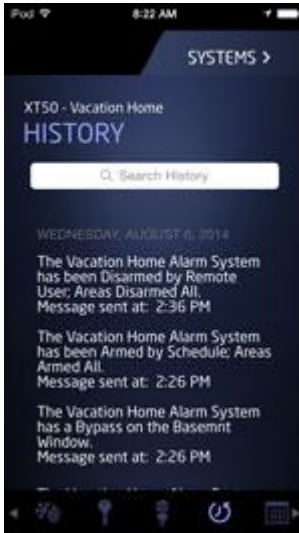 iPod 8:22 AM
SYSTEMS >
XT50 - Vacation Home
HISTORY
Search History
WEDNESDAY, AUGUST 6, 2014
The Vacation Home Alarm System
has been Disarmed by Remote
User; Areas Disarmed All.
Message sent at: 2:36 PM
The Vacation Home Alarm System
has been Armed by Schedule; Areas
Armed All.
Message sent at: 2:26 PM
The Vacation Home Alarm System
has a Bypass on the Basemnt
Window.
Message sent at: 2:26 PM